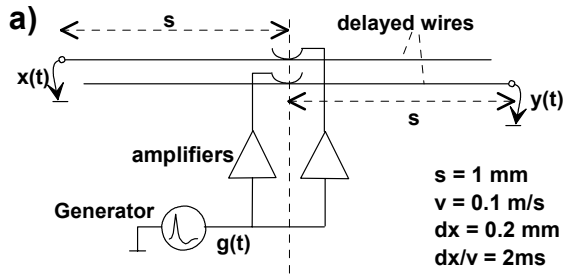 a)
s
delayed wires
x(t)
y(t)
s
amplifiers
Generator
g(t)
s = 1 mm
v = 0.1 m/s
dx = 0.2 mm
dx/v = 2ms